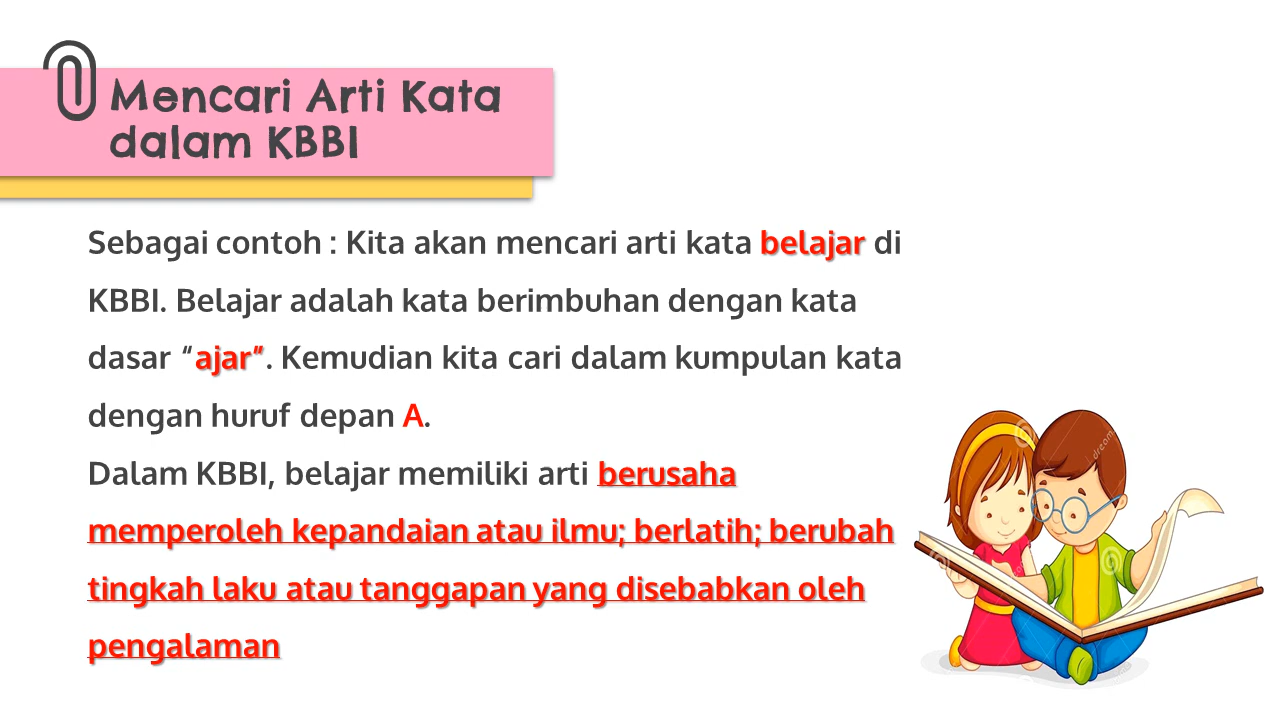 Mencari Arti Kata
dalam KBBI
Sebagai contoh : Kita akan mencari arti kata belajar di
KBBI. Belajar adalah kata berimbuhan dengan kata
dasar “ajar”. Kemudian kita cari dalam kumpulan kata
dengan huruf depan A.
Dalam KBBI, belajar memiliki arti berusaha
memperoleh kepandaian atau ilmu; berlatih; berubah
tingkah laku atau tanggapan yang disebabkan oleh
pengalaman